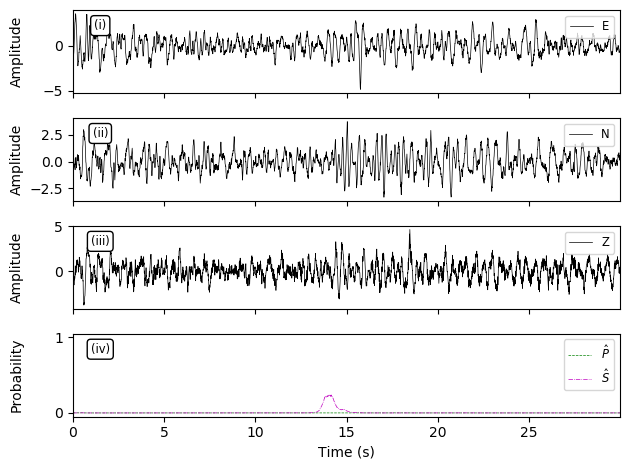 (i)
E
Amplitude
0
−5
(ii)
N
Amplitude
2.5
0.0
−2.5
(iii)
Z
Amplitude
5
0
(iv)
P̂
Ŝ
Probability
1
0
0 5 10 15 20 25
Time (s)